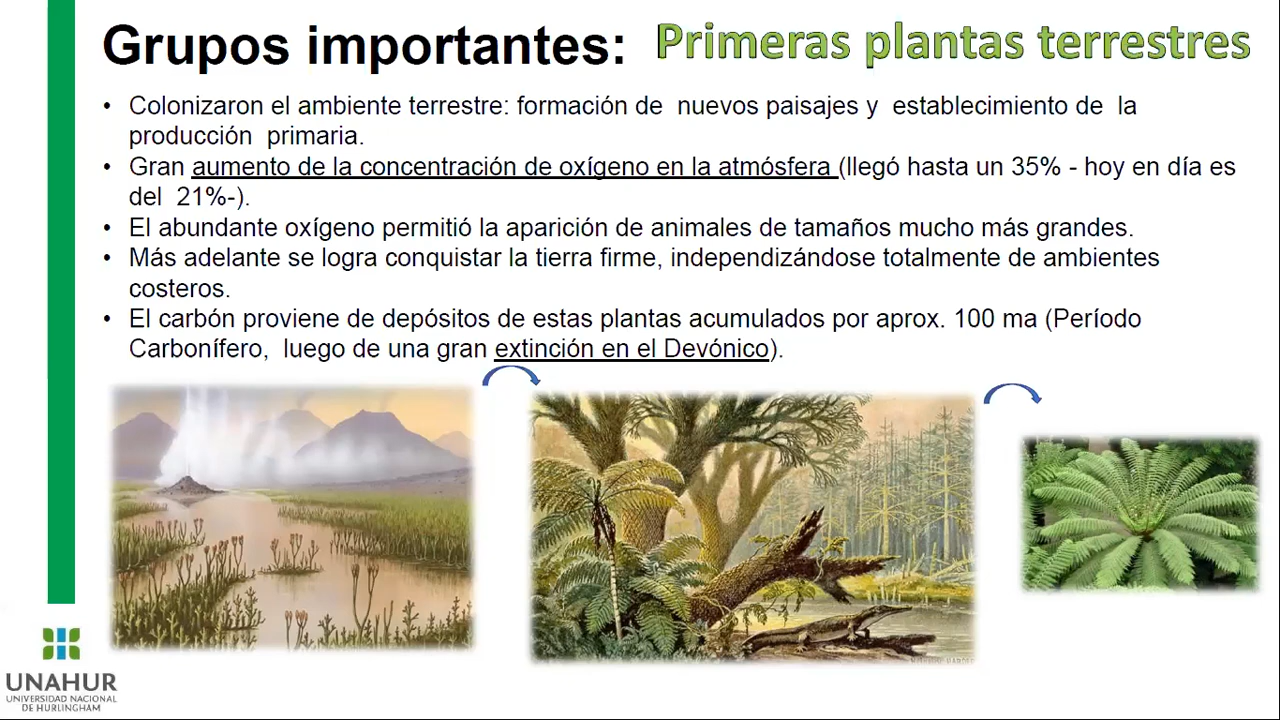 Grupos importantes: Primeras plantas terrestres
• Colonizaron el ambiente terrestre: formación de nuevos paisajes y establecimiento de la
producción primaria.
• Gran aumento de la concentración de oxígeno en la atmósfera (llegó hasta un 35% - hoy en día es
del 21%-).
• El abundante oxígeno permitió la aparición de animales de tamaños mucho más grandes.
• Más adelante se logra conquistar la tierra firme, independizándose totalmente de ambientes
costeros.
• El carbón proviene de depósitos de estas plantas acumulados por aprox. 100 ma (Período
Carbonífero, luego de una gran extinción en el Devónico).
UNAHUR
UNIVERSIDAD NACIONAL
DE HURLINGHAM